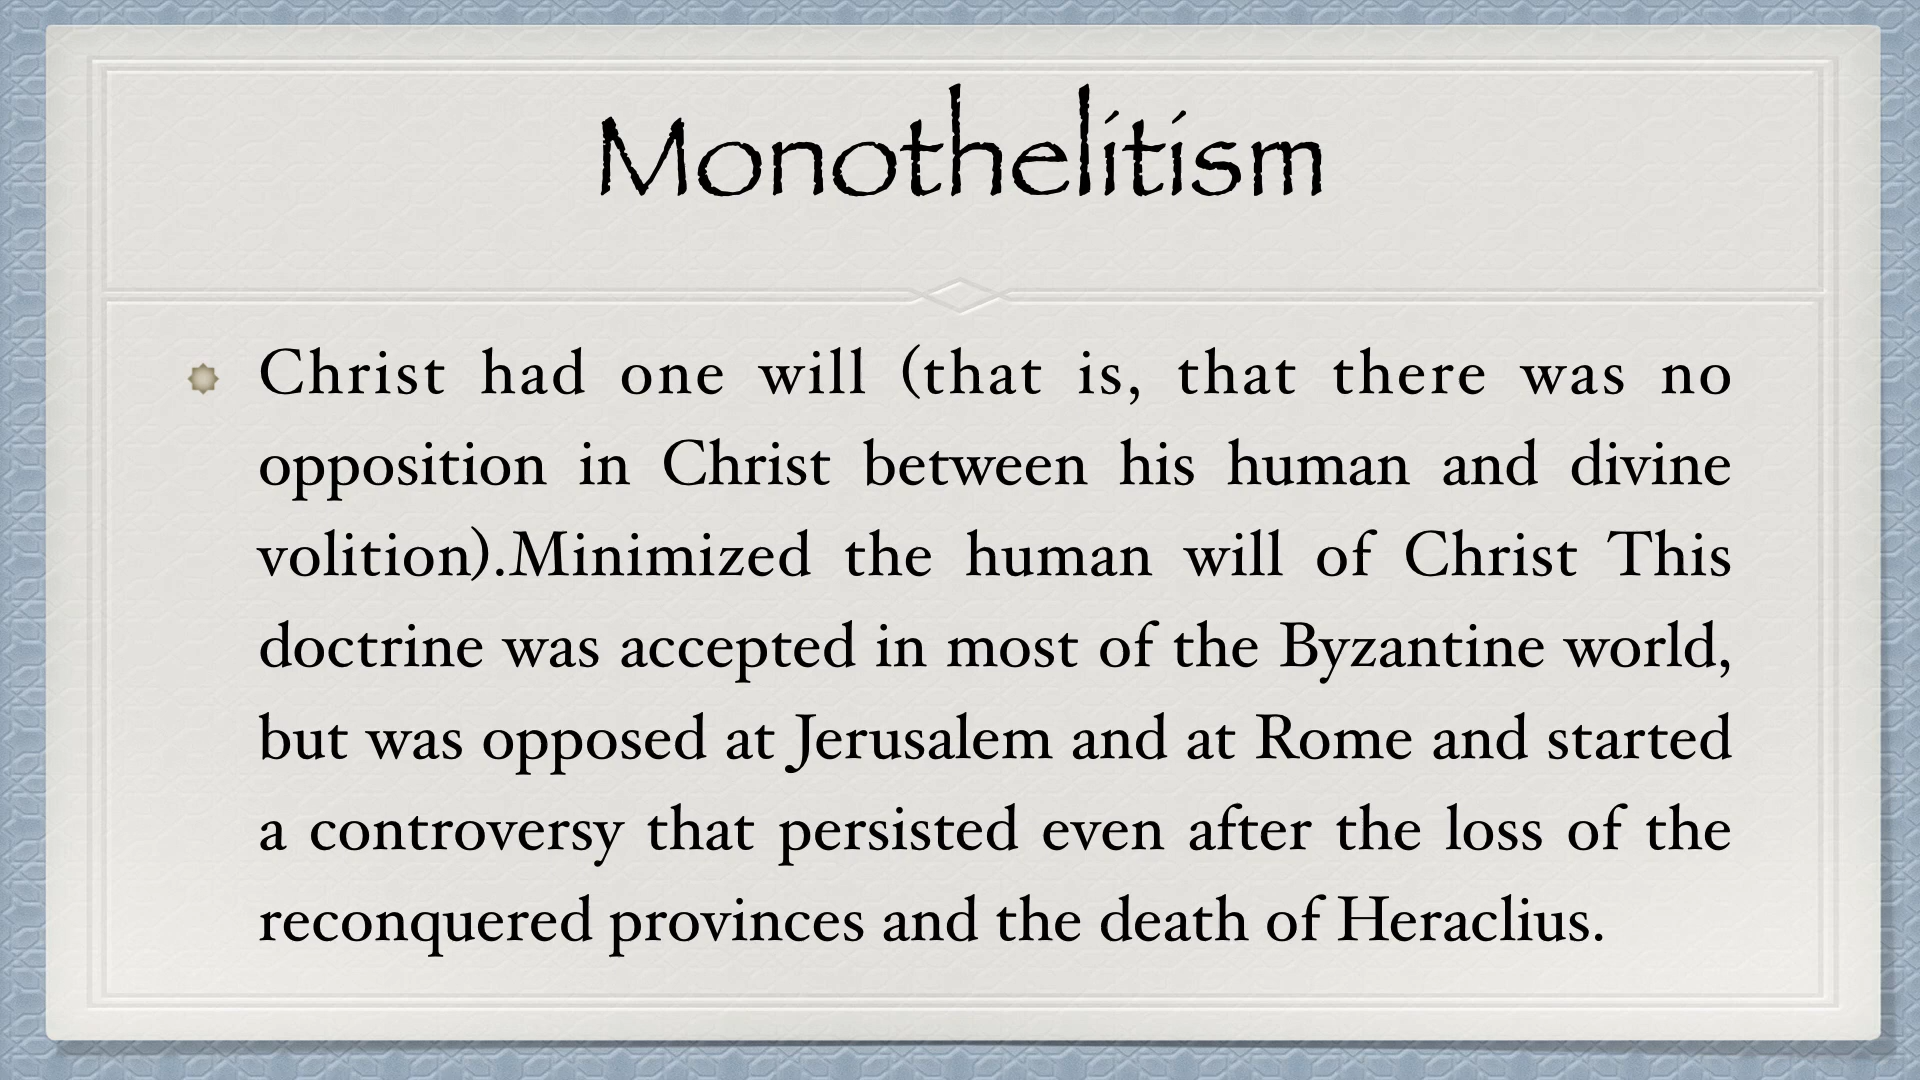 Monothelitism
Christ had one will (that is, that there was no
opposition in Christ between his human and divine
volition).Minimized the human will of Christ This
doctrine was accepted in most of the Byzantine world,
but was opposed at Jerusalem and at Rome and started
a controversy that persisted even after the loss of the
reconquered provinces and the death of Heraclius.